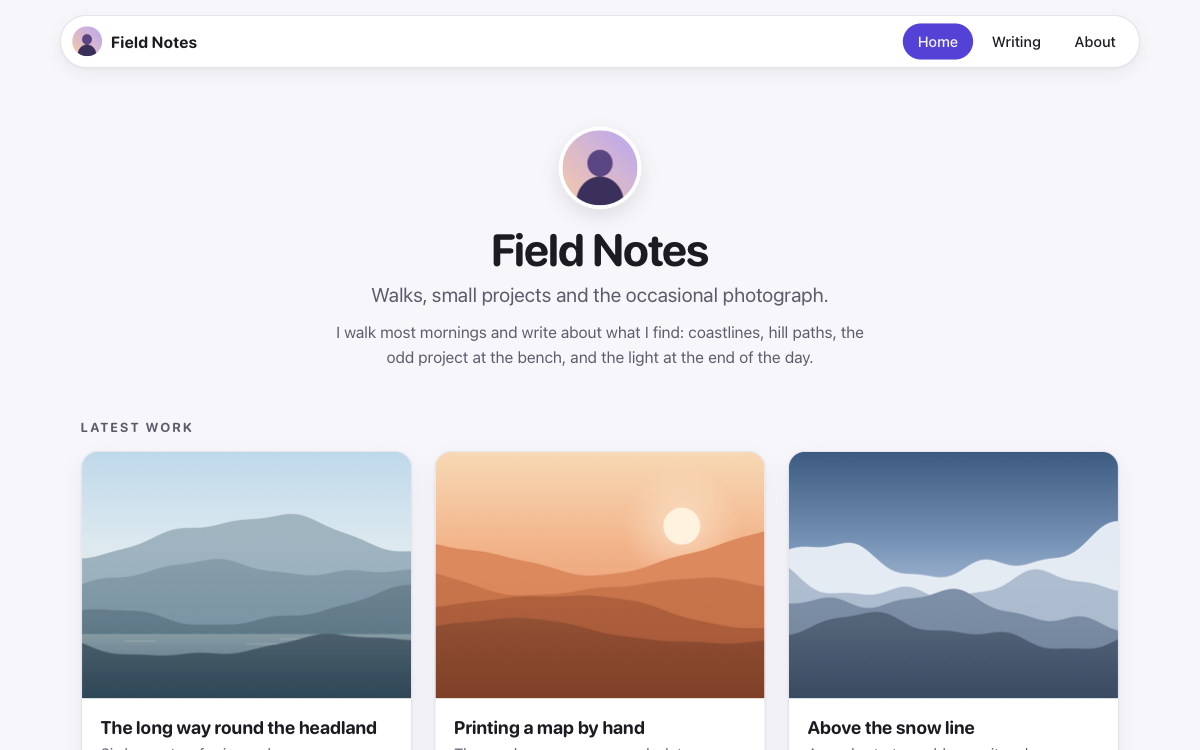 Field Notes
Home
Writing
About
Field Notes
Walks, small projects and the occasional photograph.
I walk most mornings and write about what I find: coastlines, hill paths, the
odd project at the bench, and the light at the end of the day.
LATEST WORK
The long way round the headland
Printing a map by hand
Above the snow line